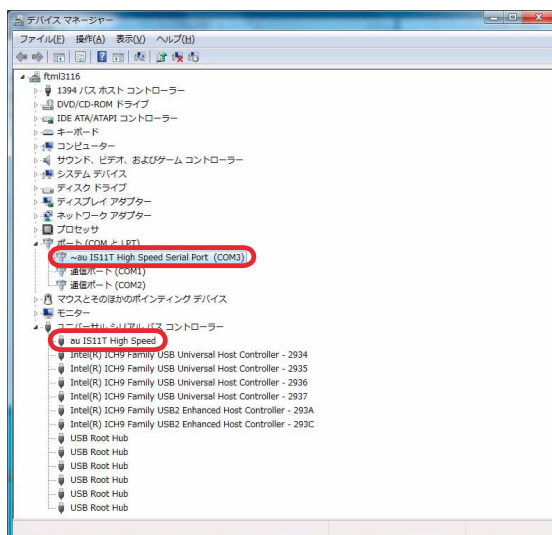 デバイス マネージャー
ファイル(F) 操作(A) 表示(V) ヘルプ(H)
ftml3116
1394 バス ホスト コントローラー
DVD/CD-ROM ドライブ
IDE ATA/ATAPI コントローラー
キーボード
コンピューター
サウンド、ビデオ、およびゲーム コントローラー
システム デバイス
ディスク ドライブ
ディスプレイ アダプター
ネットワーク アダプター
プロセッサ
ポート (COM と LPT)
~au IS11T High Speed Serial Port (COM3)
通信ポート (COM1)
通信ポート (COM2)
マウスとそのほかのポインティング デバイス
モニター
ユニバーサル シリアル バス コントローラー
au IS11T High Speed
Intel(R) ICH9 Family USB Universal Host Controller - 2934
Intel(R) ICH9 Family USB Universal Host Controller - 2935
Intel(R) ICH9 Family USB Universal Host Controller - 2936
Intel(R) ICH9 Family USB Universal Host Controller - 2937
Intel(R) ICH9 Family USB2 Enhanced Host Controller - 293A
Intel(R) ICH9 Family USB2 Enhanced Host Controller - 293C
USB Root Hub
USB Root Hub
USB Root Hub
USB Root Hub
USB Root Hub
USB Root Hub